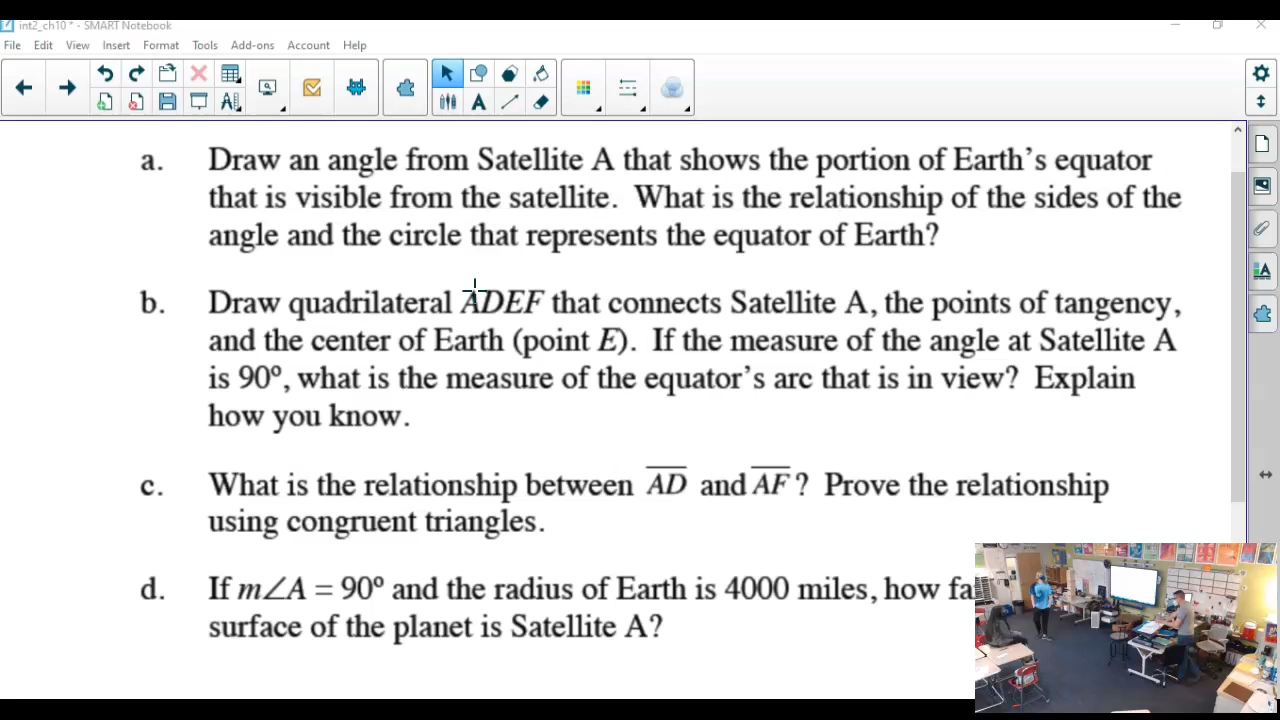 int2_ch10 * - SMART Notebook
File Edit View Insert Format Tools Add-ons Account Help
a. Draw an angle from Satellite A that shows the portion of Earth's equator
that is visible from the satellite. What is the relationship of the sides of the
angle and the circle that represents the equator of Earth?
b. Draw quadrilateral ADEF that connects Satellite A, the points of tangency,
and the center of Earth (point E). If the measure of the angle at Satellite A
is 90º, what is the measure of the equator's arc that is in view? Explain
how you know.
c. What is the relationship between AD and AF? Prove the relationship
using congruent triangles.
d. If m∠A = 90º and the radius of Earth is 4000 miles, how fa
surface of the planet is Satellite A?